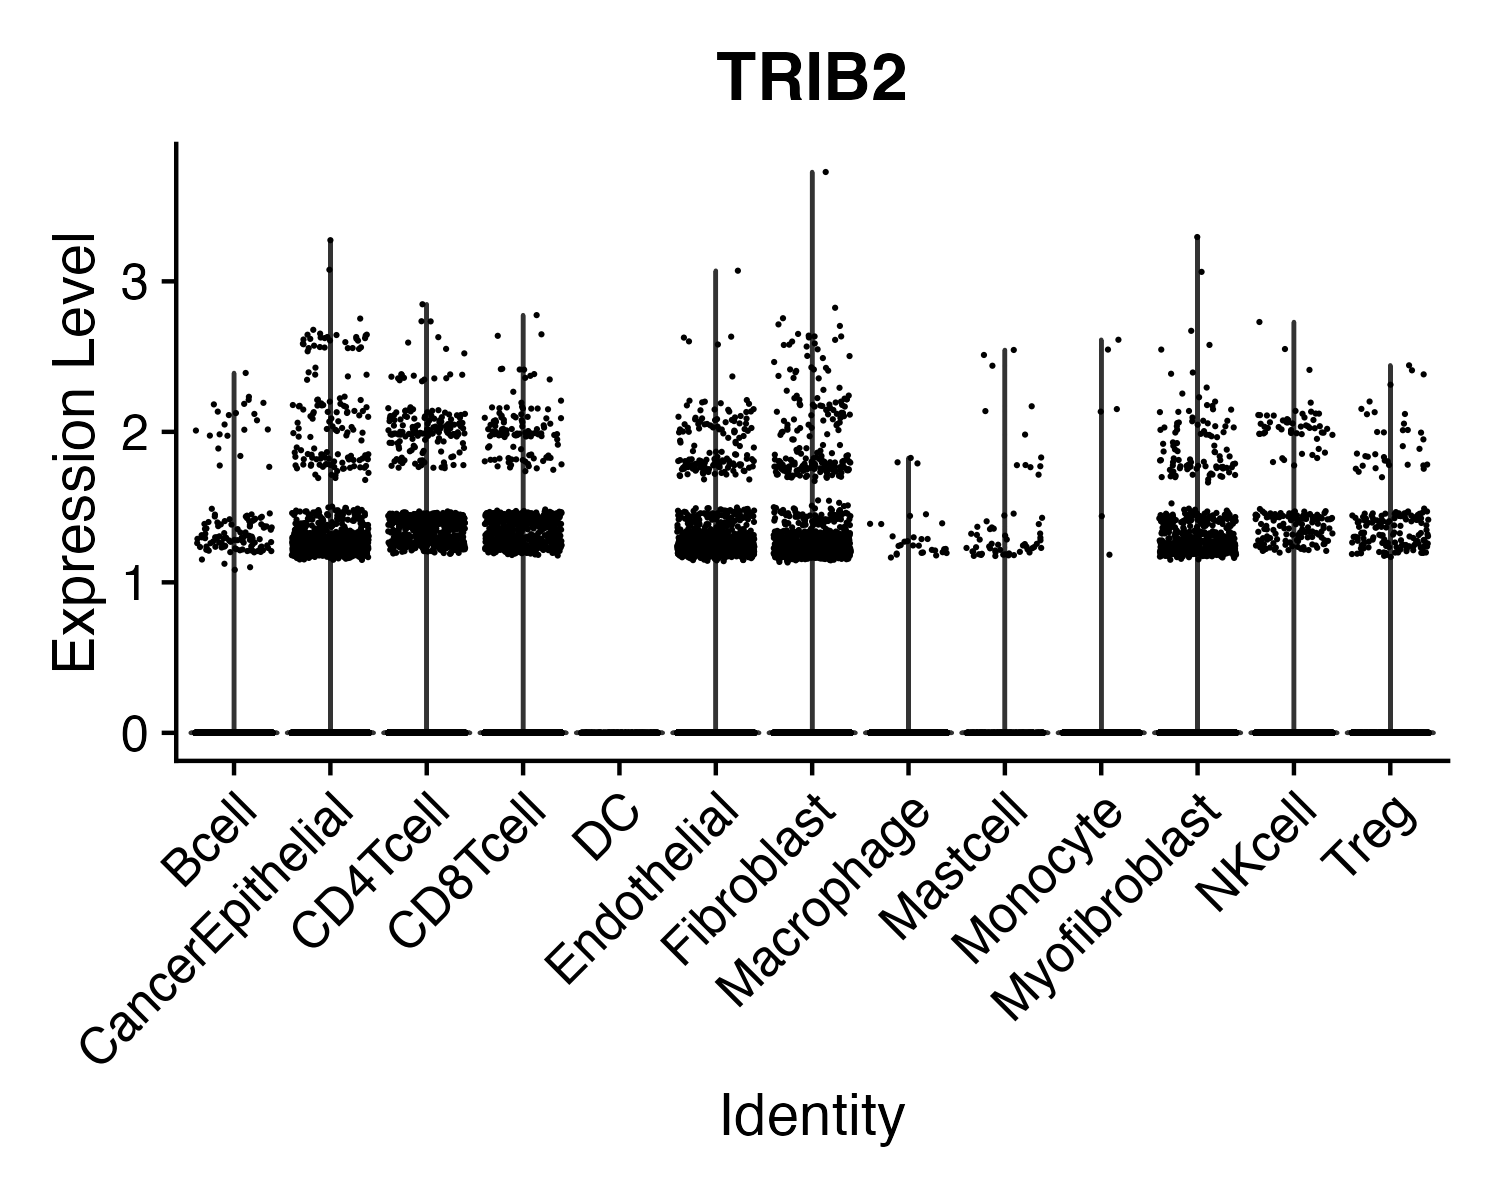 TRIB2
Expression Level
3
2
1
0
Bcell
CancerEpithelial
CD4Tcell
CD8Tcell
DC
Endothelial
Fibroblast
Macrophage
Mastcell
Monocyte
Myofibroblast
NKcell
Treg
Identity